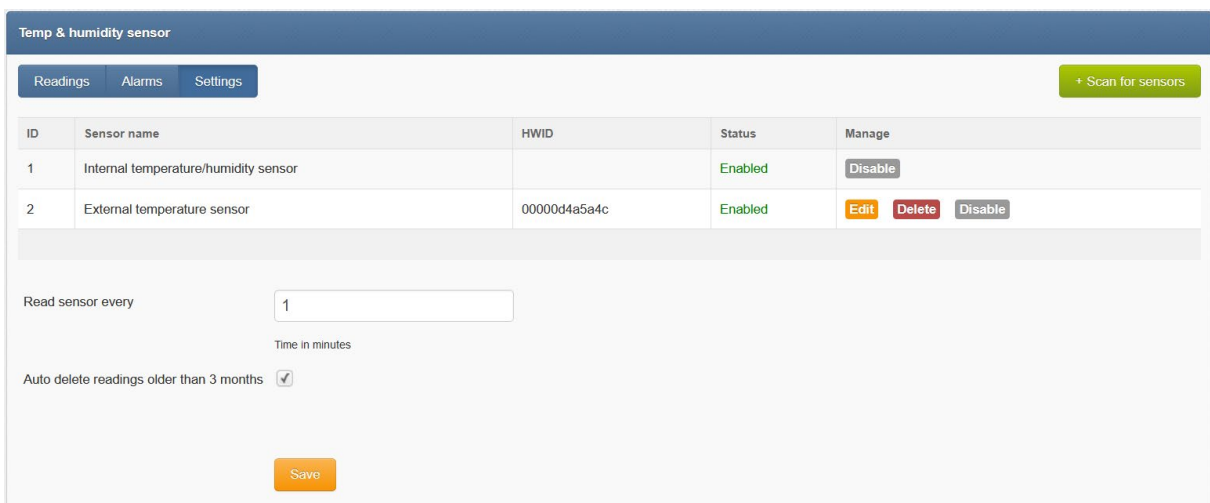 Temp & humidity sensor
Readings Alarms Settings + Scan for sensors
ID Sensor name HWID Status Manage
1 Internal temperature/humidity sensor Enabled Disable
2 External temperature sensor 00000d4a5a4c Enabled Edit Delete Disable
Read sensor every 1
Time in minutes
Auto delete readings older than 3 months
Save